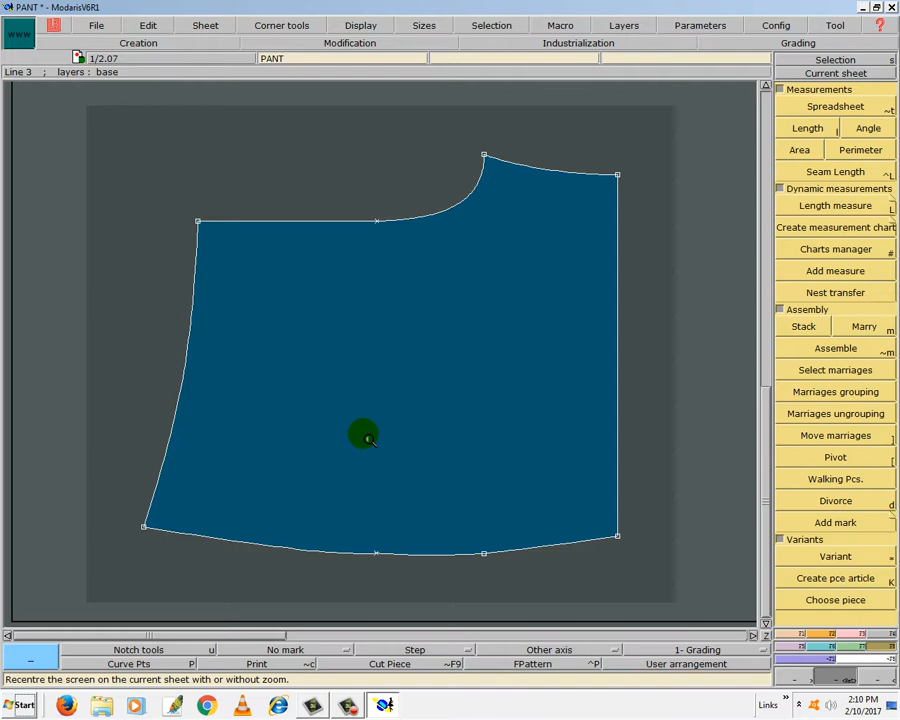 PANT * - ModarisV6R1
www File Edit Sheet Corner tools Display Sizes Selection Macro Layers Parameters Config Tool ?
Creation Modification Industrialization Grading
1/2.07 PANT Selection s
Line 3 ; layers : base Current sheet
Measurements
Spreadsheet ~t
Length l Angle
Area Perimeter
Seam Length ^L
Dynamic measurements
Length measure L
Create measurement chart
Charts manager #
Add measure
Nest transfer
Assembly
Stack Marry m
Assemble ~m
Select marriages
Marriages grouping
Marriages ungrouping
Move marriages ]
Pivot [
Walking Pcs.
Divorce d
Add mark
Variants
Variant =
Create pce article K
Choose piece
Z
Notch tools u No mark Step Other axis 1- Grading
Curve Pts P Print ~c Cut Piece ~F9 FPattern ^P User arrangement
Recentre the screen on the current sheet with or without zoom.
Start Links » 2:10 PM
2/10/2017